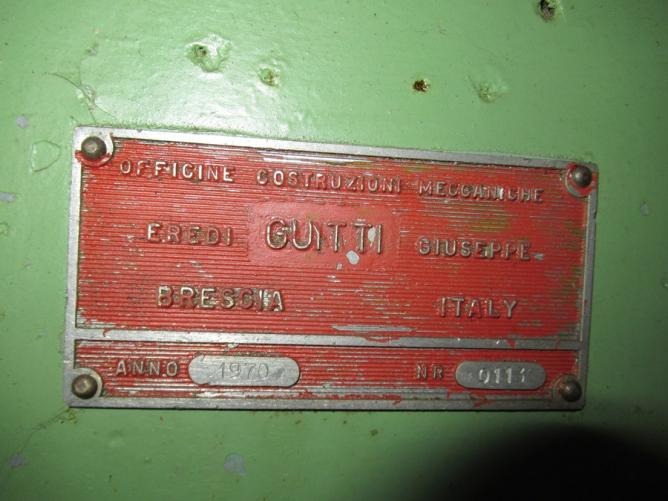 OFFICINE COSTRUZIONI MECCANICHE
EREDI GUITTI GIUSEPPE
BRESCIA ITALY
ANNO 1970 NR 0111